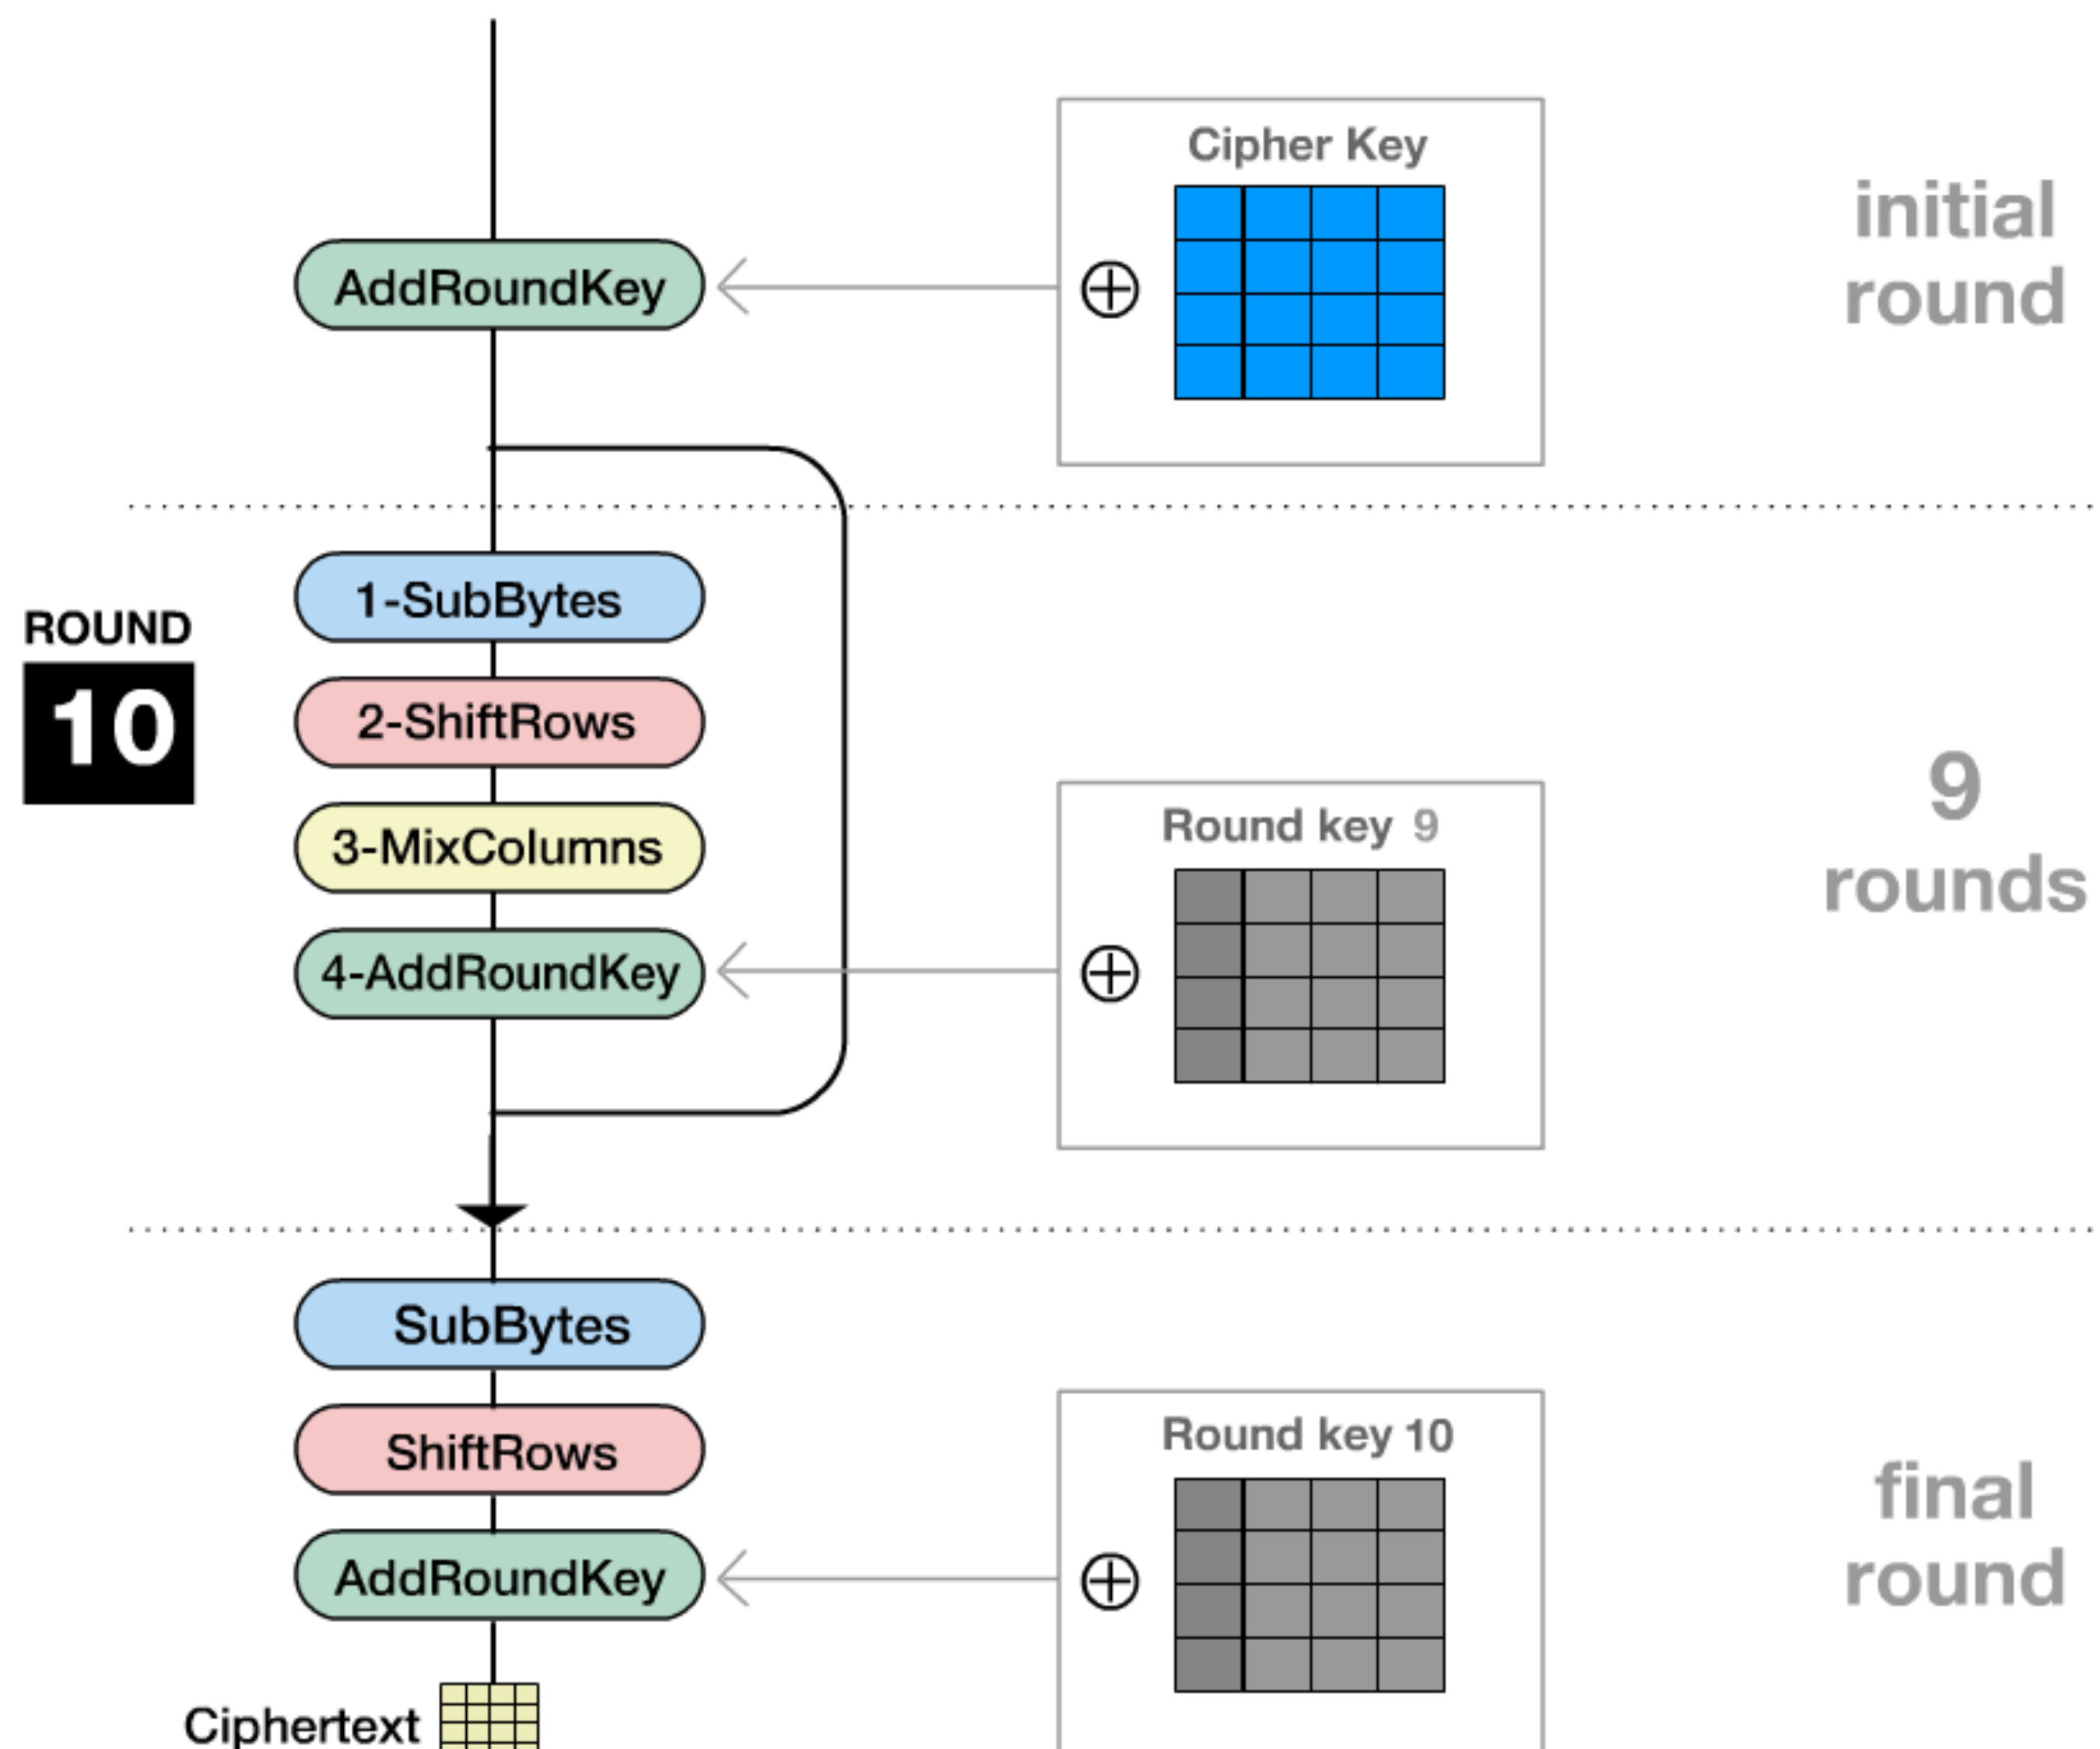 Cipher Key
initial
round
AddRoundKey
1-SubBytes
ROUND
10
2-ShiftRows
3-MixColumns
4-AddRoundKey
Round key 9
9
rounds
SubBytes
ShiftRows
AddRoundKey
Round key 10
final
round
Ciphertext